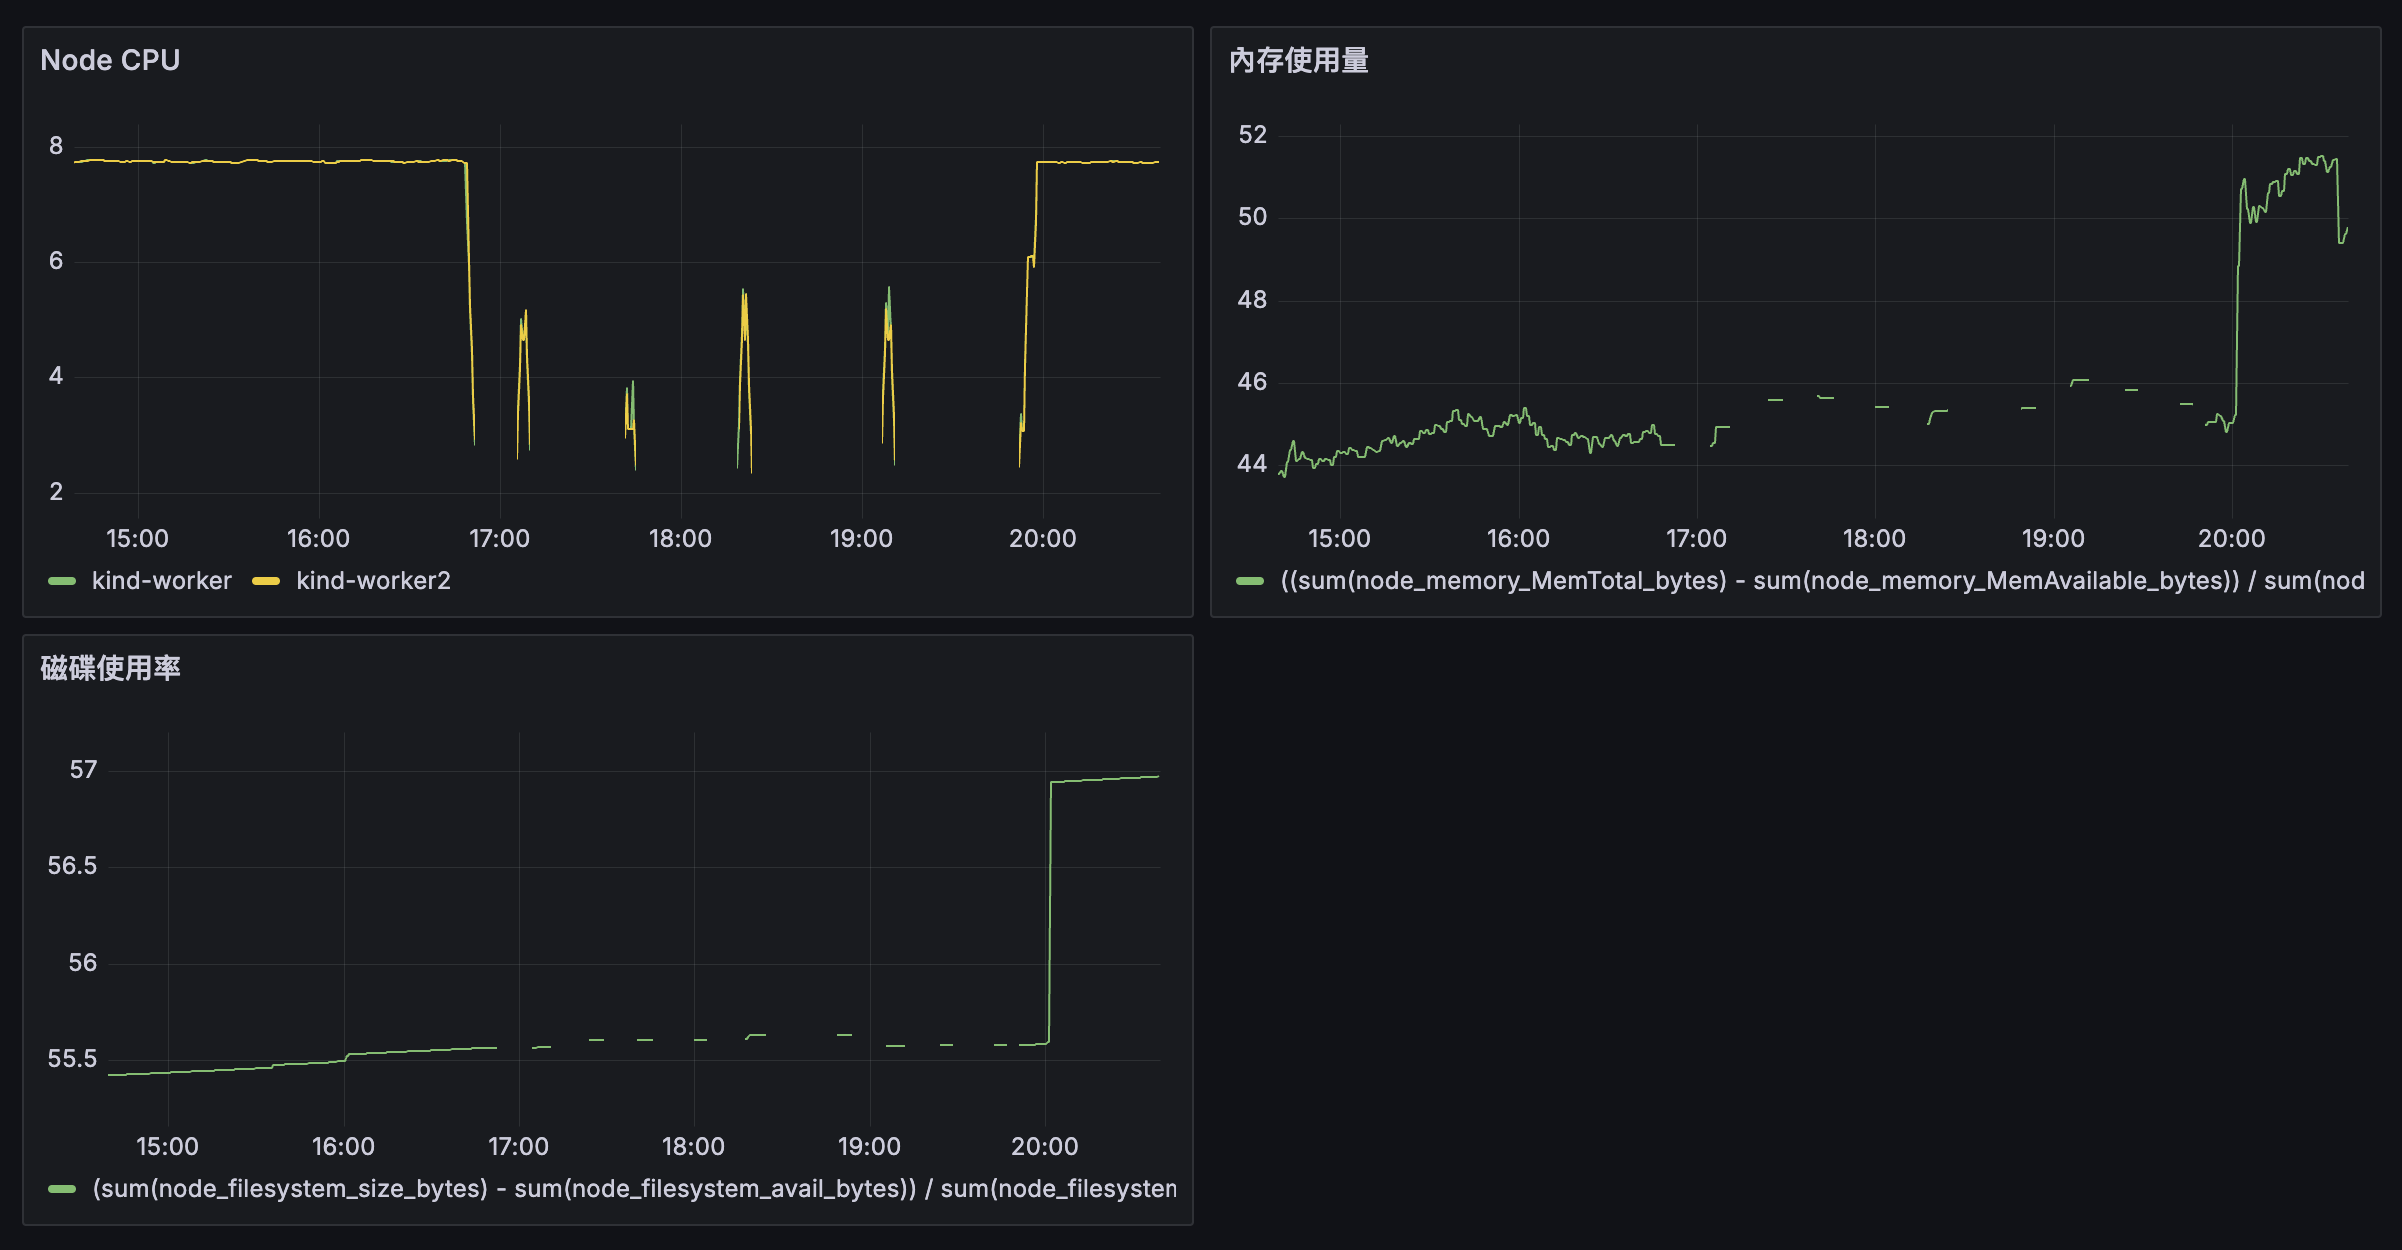 Node CPU
8
6
4
2
15:00 16:00 17:00 18:00 19:00 20:00
kind-worker kind-worker2
內存使用量
52
50
48
46
44
15:00 16:00 17:00 18:00 19:00 20:00
((sum(node_memory_MemTotal_bytes) - sum(node_memory_MemAvailable_bytes)) / sum(nod
磁碟使用率
57
56.5
56
55.5
15:00 16:00 17:00 18:00 19:00 20:00
(sum(node_filesystem_size_bytes) - sum(node_filesystem_avail_bytes)) / sum(node_filesystem